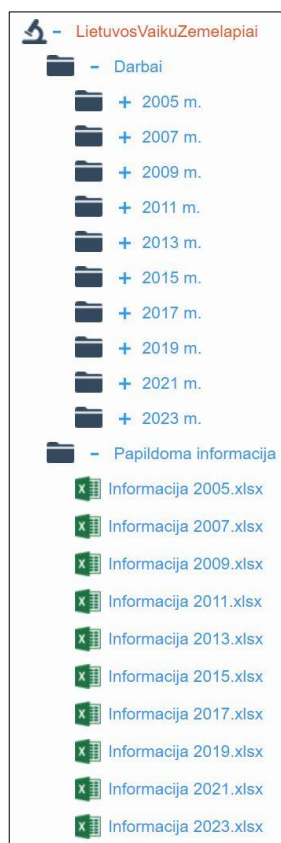 - LietuvosVaikuZemelapiai
- Darbai
+ 2005 m.
+ 2007 m.
+ 2009 m.
+ 2011 m.
+ 2013 m.
+ 2015 m.
+ 2017 m.
+ 2019 m.
+ 2021 m.
+ 2023 m.
- Papildoma informacija
Informacija 2005.xlsx
Informacija 2007.xlsx
Informacija 2009.xlsx
Informacija 2011.xlsx
Informacija 2013.xlsx
Informacija 2015.xlsx
Informacija 2017.xlsx
Informacija 2019.xlsx
Informacija 2021.xlsx
Informacija 2023.xlsx